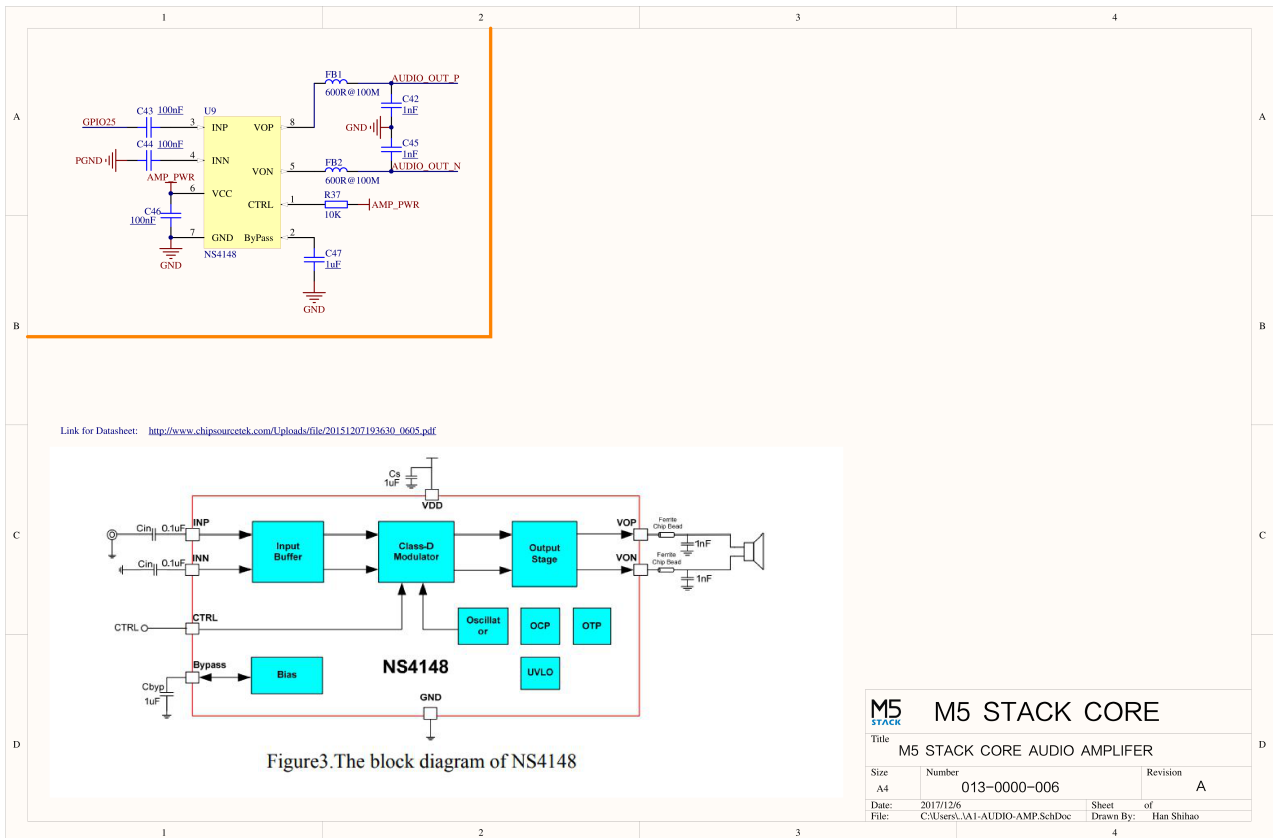 1 2 3 4
A A
B B
C C
D D
FB1
AUDIO_OUT_P
600R@100M
C42
1nF
C43 100nF
U9
GPIO25
3 INP
VOP 8
GND
C44 100nF
C45
1nF
PGND
4 INN
FB2
AUDIO_OUT_N
VON 5
600R@100M
AMP_PWR
6 VCC
R37
CTRL 1
AMP_PWR
10K
C46
100nF
7 GND
ByPass 2
NS4148
GND
C47
1uF
GND
Link for Datasheet: http://www.chipsourcetek.com/Uploads/file/20151207193630_0605.pdf
Cs
1uF
VDD
Cin 0.1uF INP
Input
Buffer
Class-D
Modulator
Output
Stage
VOP
Ferrite
Chip Bead
1nF
Cin 0.1uF INN
VON
Ferrite
Chip Bead
1nF
CTRL
CTRL
Oscillat
or
OCP
OTP
UVLO
Bypass
Bias
NS4148
Cbyp
1uF
GND
Figure3.The block diagram of NS4148
M5
STACK
M5 STACK CORE
Title
M5 STACK CORE AUDIO AMPLIFER
Size Number Revision
A4 013-0000-006 A
Date: 2017/12/6 Sheet of
File: C:\Users\..\A1-AUDIO-AMP.SchDoc Drawn By: Han Shihao
1 2 3 4